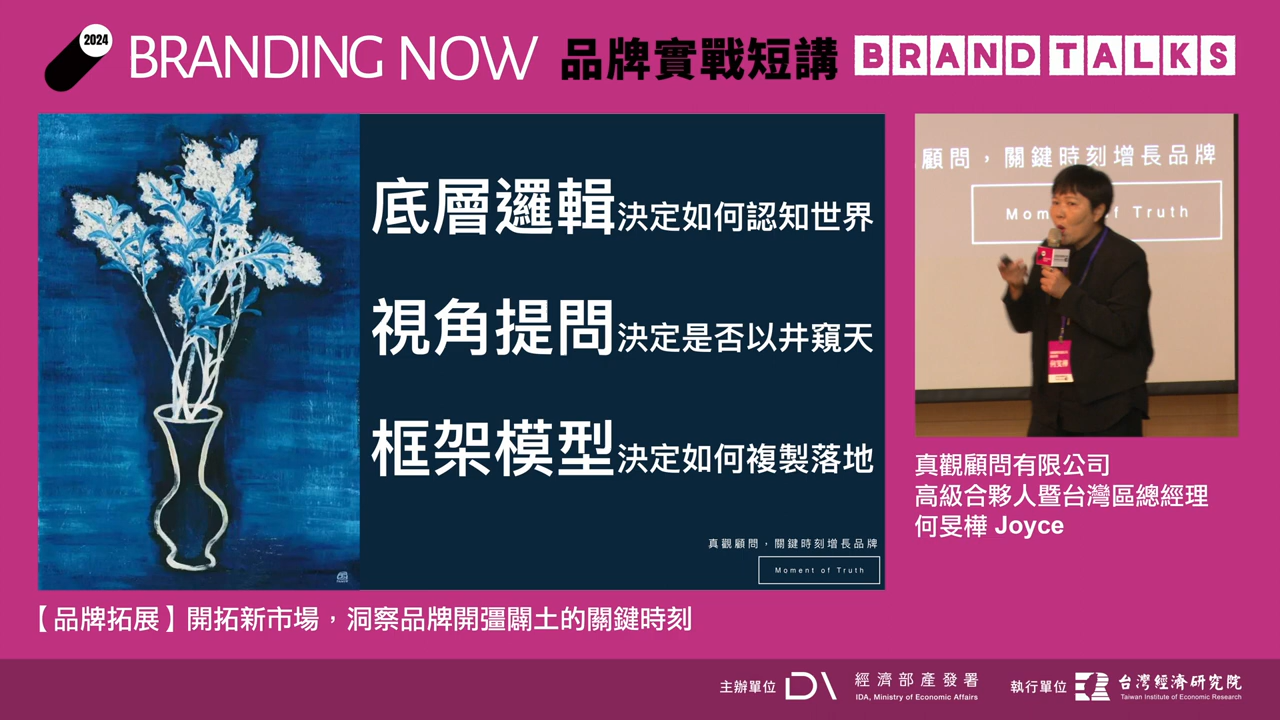 2024
BRANDING NOW 品牌實戰短講 BRAND TALKS
底層邏輯決定如何認知世界
視角提問決定是否以井窺天
框架模型決定如何複製落地
真觀顧問,關鍵時刻增長品牌
Moment of Truth
顧問,關鍵時刻增長品牌
Moment of Truth
真觀顧問有限公司
高級合夥人暨台灣區總經理
何旻樺 Joyce
【品牌拓展】開拓新市場,洞察品牌開彊闢土的關鍵時刻
主辦單位
經濟部產業發展署
IDA, Ministry of Economic Affairs
執行單位
台灣經濟研究院
Taiwan Institute of Economic Research